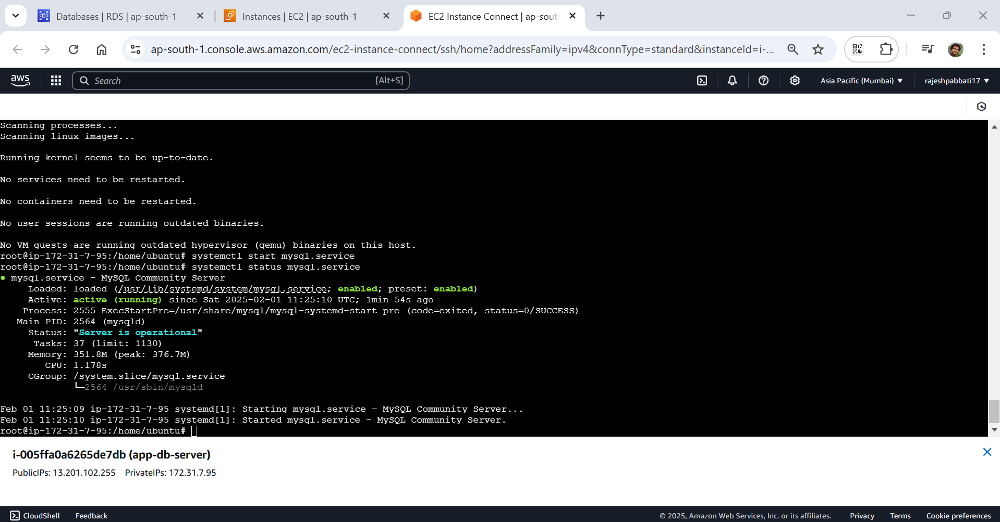 Databases | RDS | ap-south-1
Instances | EC2 | ap-south-1
EC2 Instance Connect | ap-sout
ap-south-1.console.aws.amazon.com/ec2-instance-connect/ssh/home?addressFamily=ipv4&connType=standard&instanceId=i-...
aws
Search
[Alt+S]
Asia Pacific (Mumbai)
rajeshpabbati17
Scanning processes...
Scanning linux images...
Running kernel seems to be up-to-date.
No services need to be restarted.
No containers need to be restarted.
No user sessions are running outdated binaries.
No VM guests are running outdated hypervisor (qemu) binaries on this host.
root@ip-172-31-7-95:/home/ubuntu# systemctl start mysql.service
root@ip-172-31-7-95:/home/ubuntu# systemctl status mysql.service
● mysql.service - MySQL Community Server
Loaded: loaded (/usr/lib/systemd/system/mysql.service; enabled; preset: enabled)
Active: active (running) since Sat 2025-02-01 11:25:10 UTC; 1min 54s ago
Process: 2555 ExecStartPre=/usr/share/mysql/mysql-systemd-start pre (code=exited, status=0/SUCCESS)
Main PID: 2564 (mysqld)
Status: "Server is operational"
Tasks: 37 (limit: 1130)
Memory: 351.8M (peak: 376.7M)
CPU: 1.178s
CGroup: /system.slice/mysql.service
└─2564 /usr/sbin/mysqld
Feb 01 11:25:09 ip-172-31-7-95 systemd[1]: Starting mysql.service - MySQL Community Server...
Feb 01 11:25:10 ip-172-31-7-95 systemd[1]: Started mysql.service - MySQL Community Server.
root@ip-172-31-7-95:/home/ubuntu#
i-005ffa0a6265de7db (app-db-server)
PublicIPs: 13.201.102.255 PrivateIPs: 172.31.7.95
CloudShell
Feedback
© 2025, Amazon Web Services, Inc. or its affiliates.
Privacy
Terms
Cookie preferences